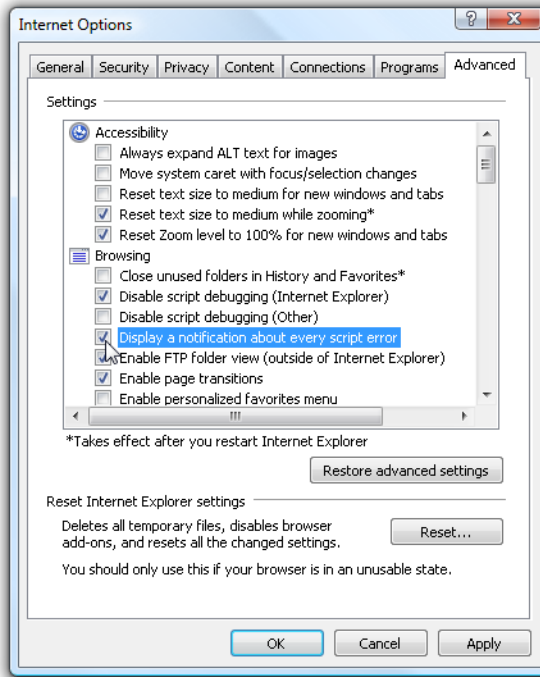 Internet Options
General Security Privacy Content Connections Programs Advanced
Settings
Accessibility
Always expand ALT text for images
Move system caret with focus/selection changes
Reset text size to medium for new windows and tabs
Reset text size to medium while zooming*
Reset Zoom level to 100% for new windows and tabs
Browsing
Close unused folders in History and Favorites*
Disable script debugging (Internet Explorer)
Disable script debugging (Other)
Display a notification about every script error
Enable FTP folder view (outside of Internet Explorer)
Enable page transitions
Enable personalized favorites menu
*Takes effect after you restart Internet Explorer
Restore advanced settings
Reset Internet Explorer settings
Deletes all temporary files, disables browser
add-ons, and resets all the changed settings.
Reset...
You should only use this if your browser is in an unusable state.
OK Cancel Apply